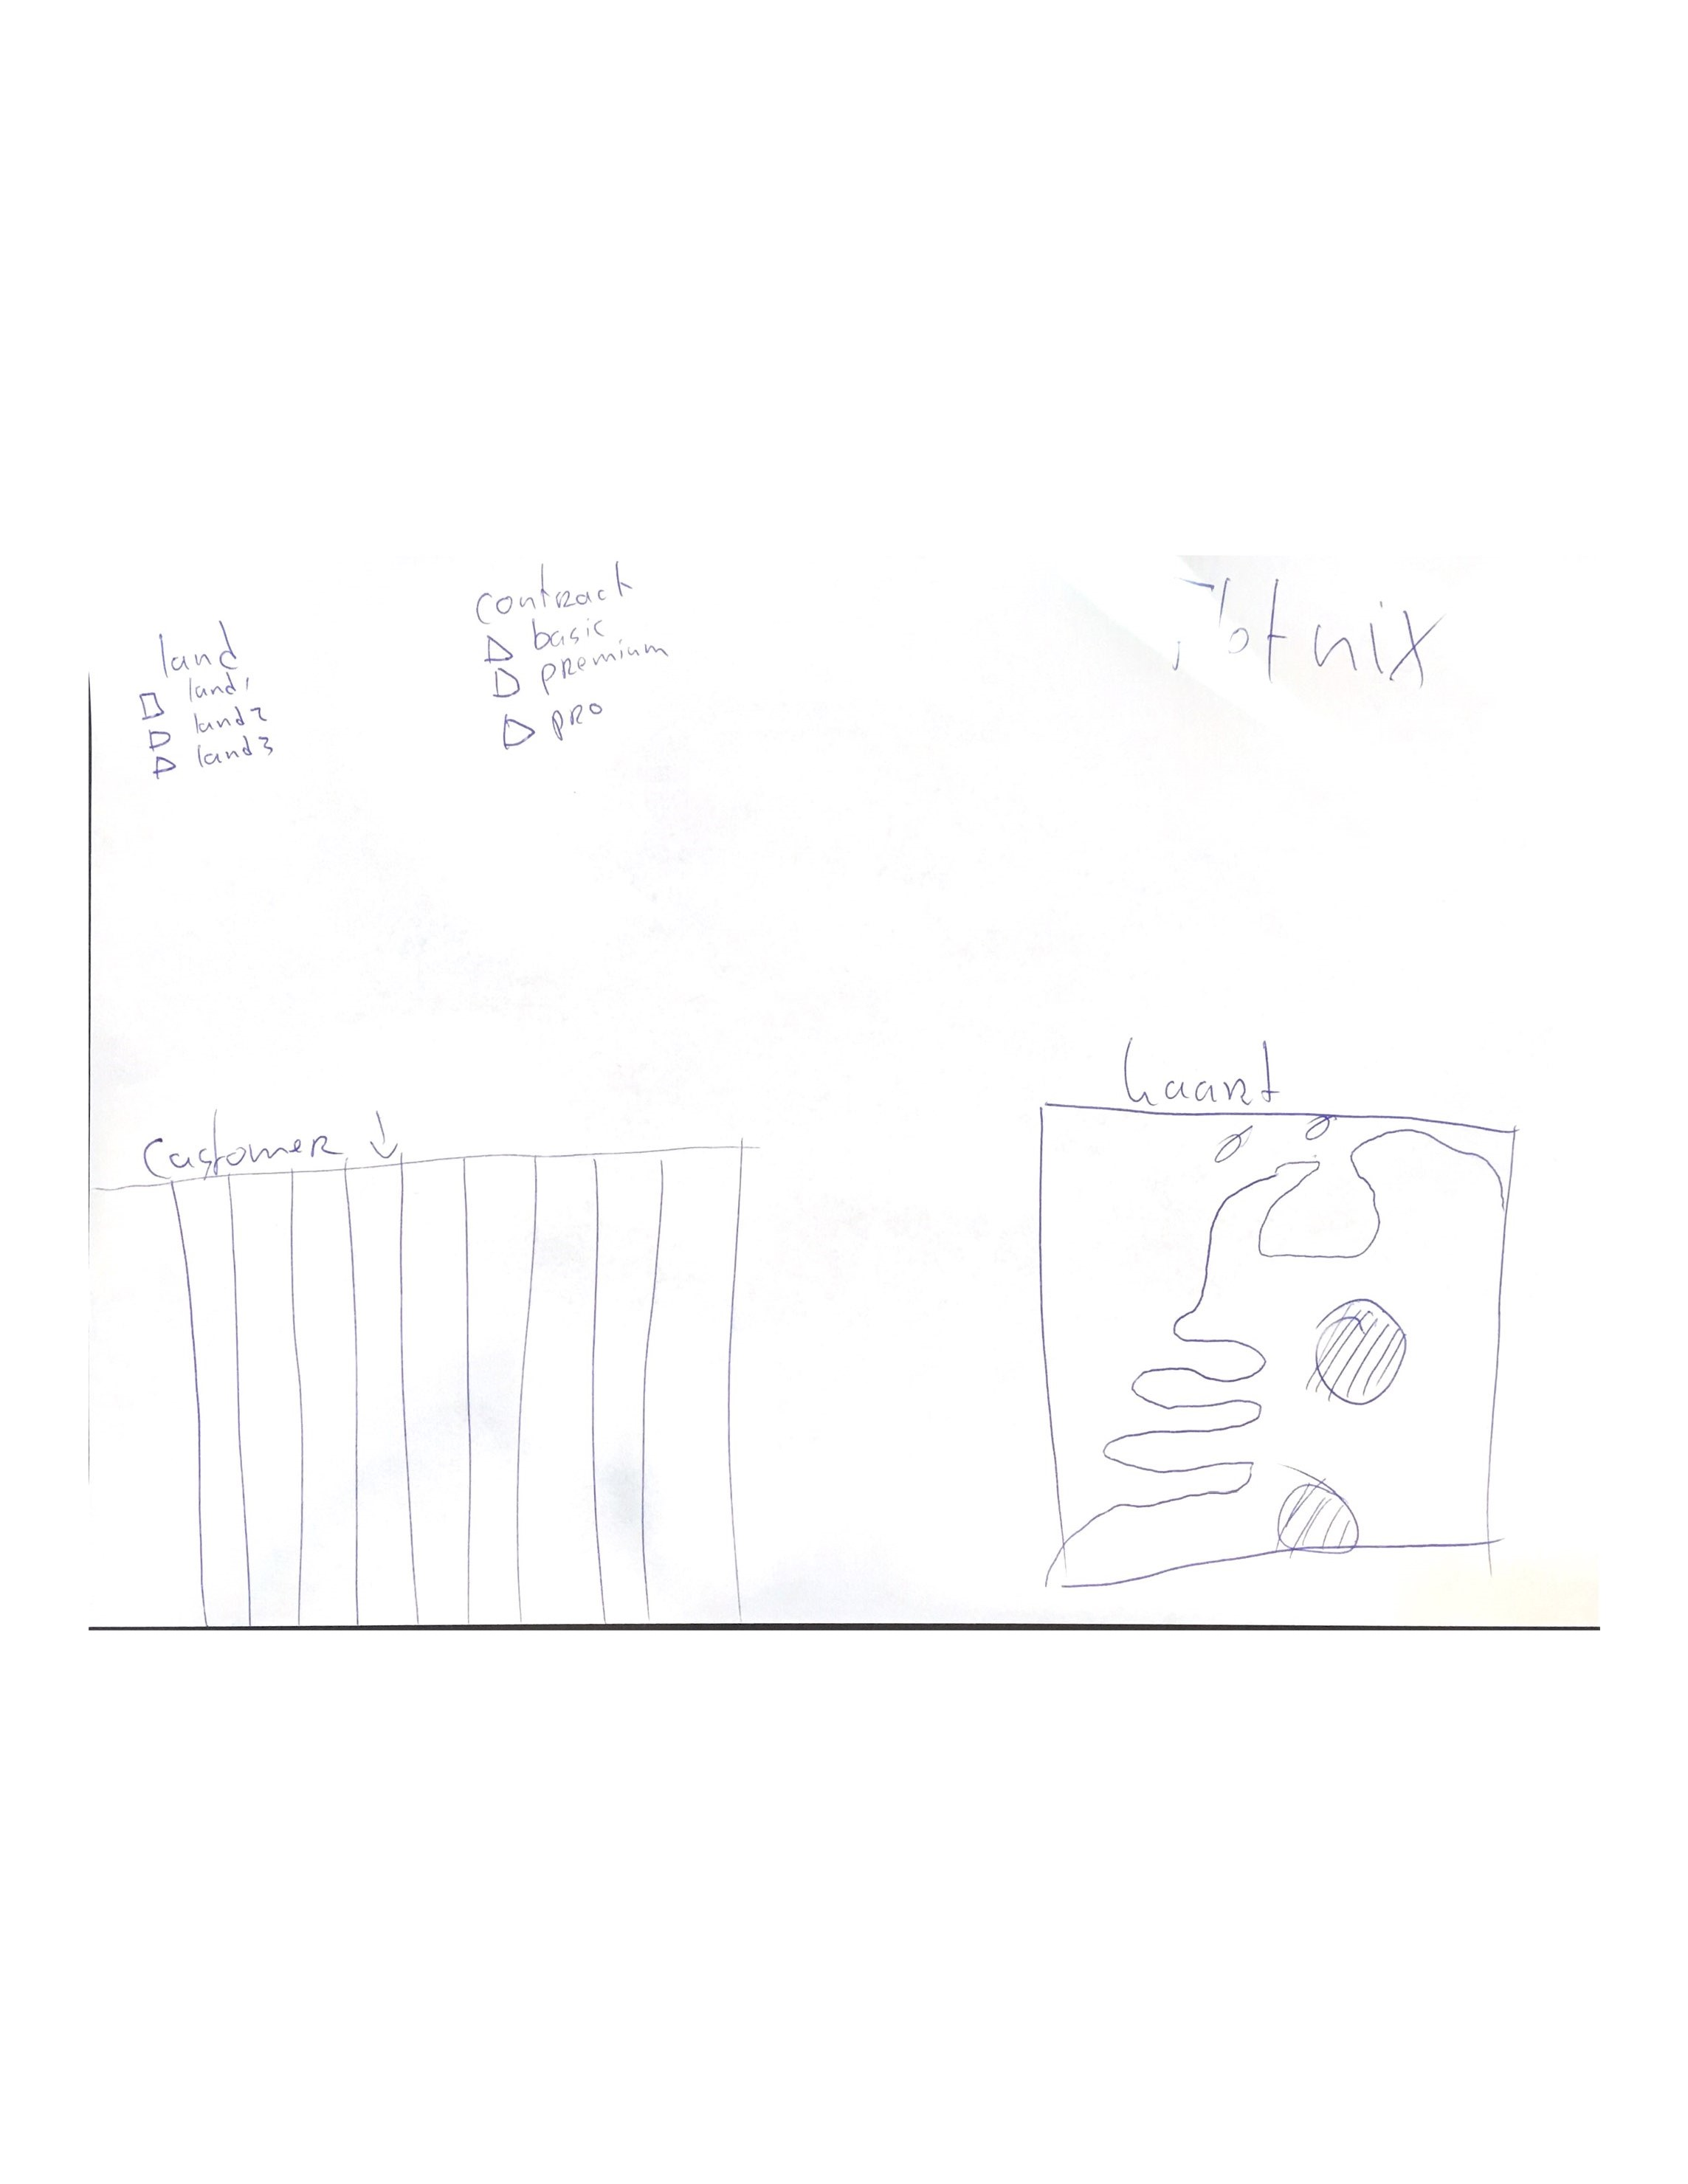 land
land1
land2
land3
contract
basic
premium
pro
Customer
kaart